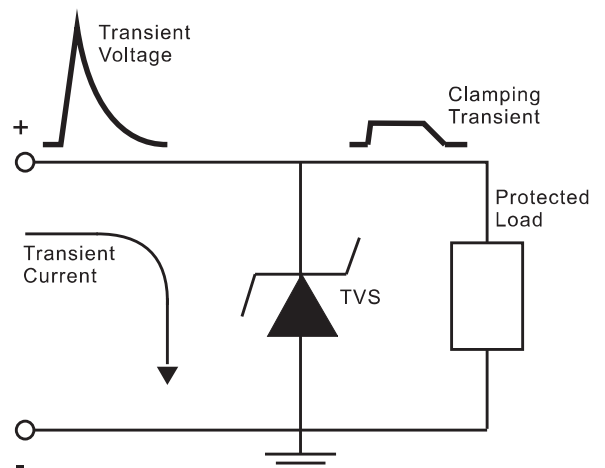 Transient
Voltage
Clamping
Transient
+
Protected
Load
Transient
Current
TVS
-